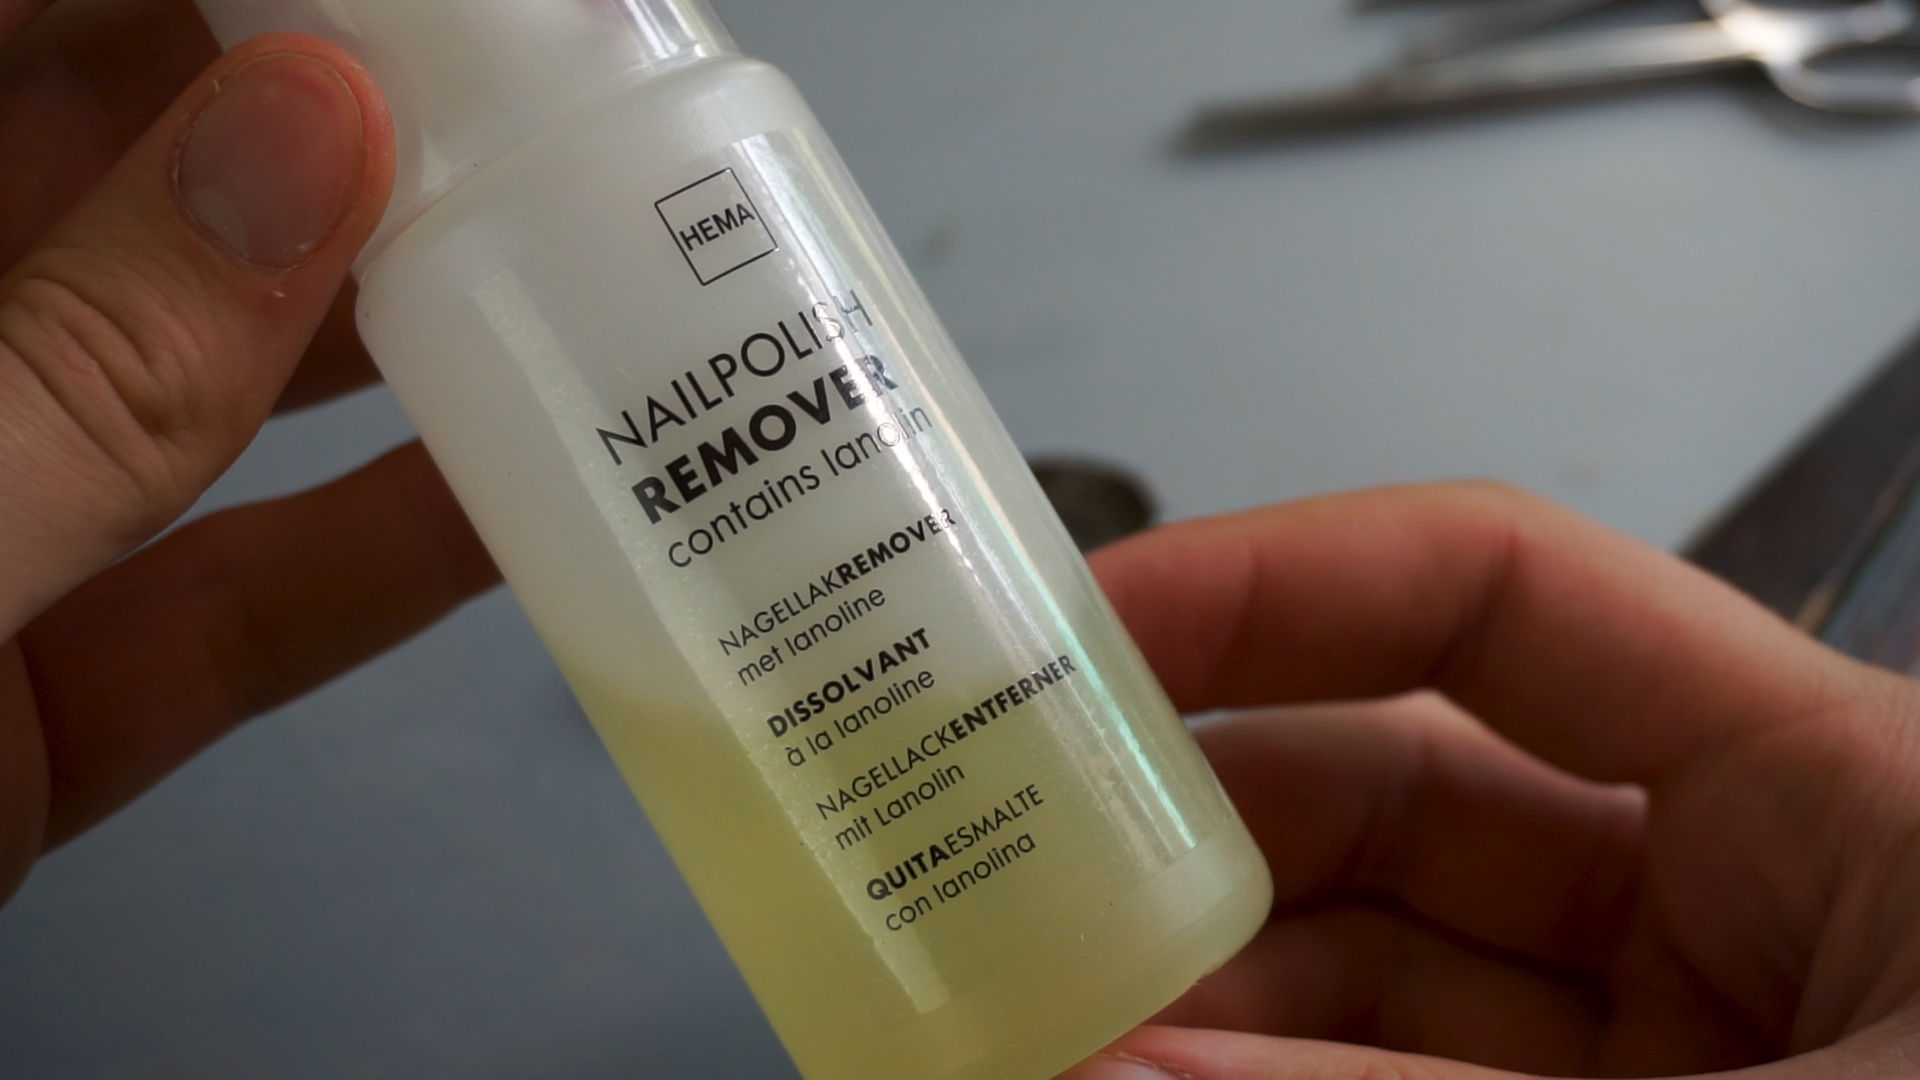 HEMA
NAILPOLISH
REMOVER
contains lanolin
NAGELLAKREMOVER
met lanoline
DISSOLVANT
à la lanoline
NAGELLACKENTFERNER
mit Lanolin
QUITAESMALTE
con lanolina